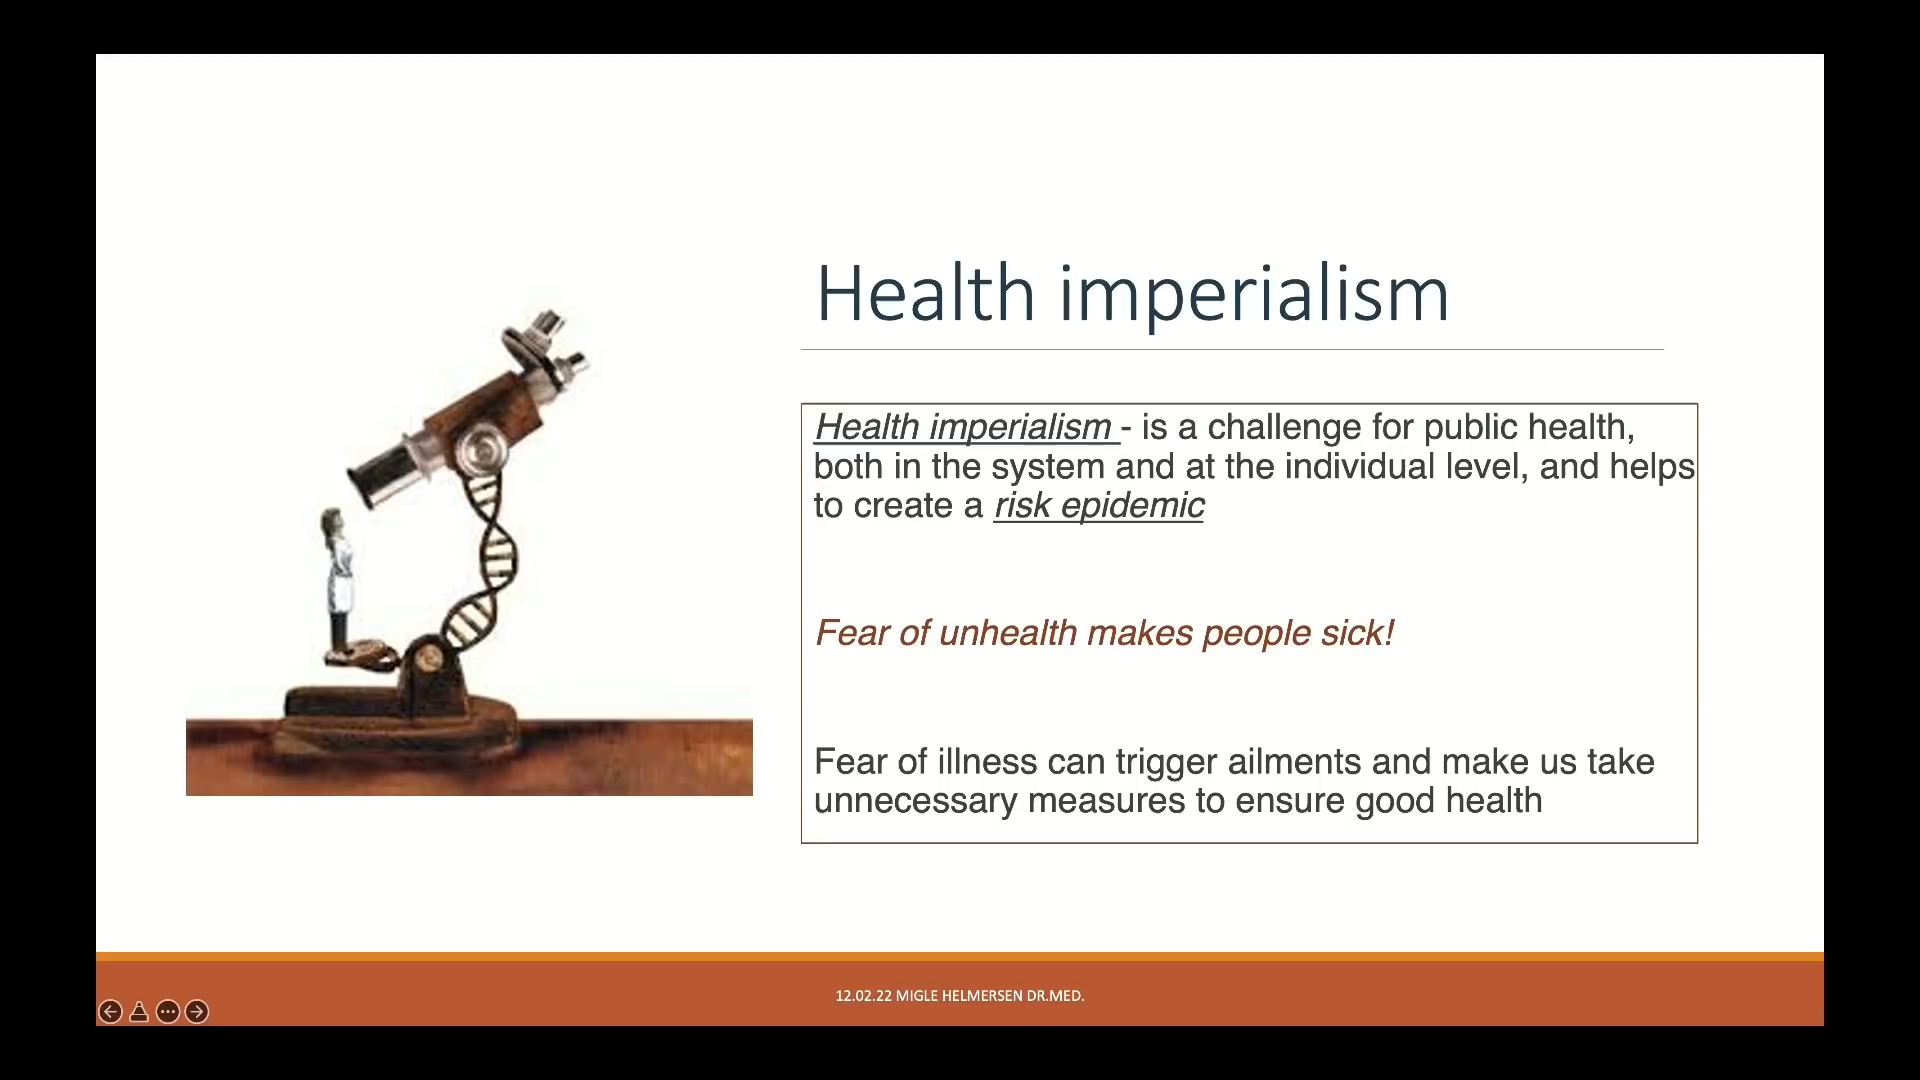 Health imperialism
Health imperialism - is a challenge for public health,
both in the system and at the individual level, and helps
to create a risk epidemic
Fear of unhealth makes people sick!
Fear of illness can trigger ailments and make us take
unnecessary measures to ensure good health
12.02.22 MIGLE HELMERSEN DR.MED.